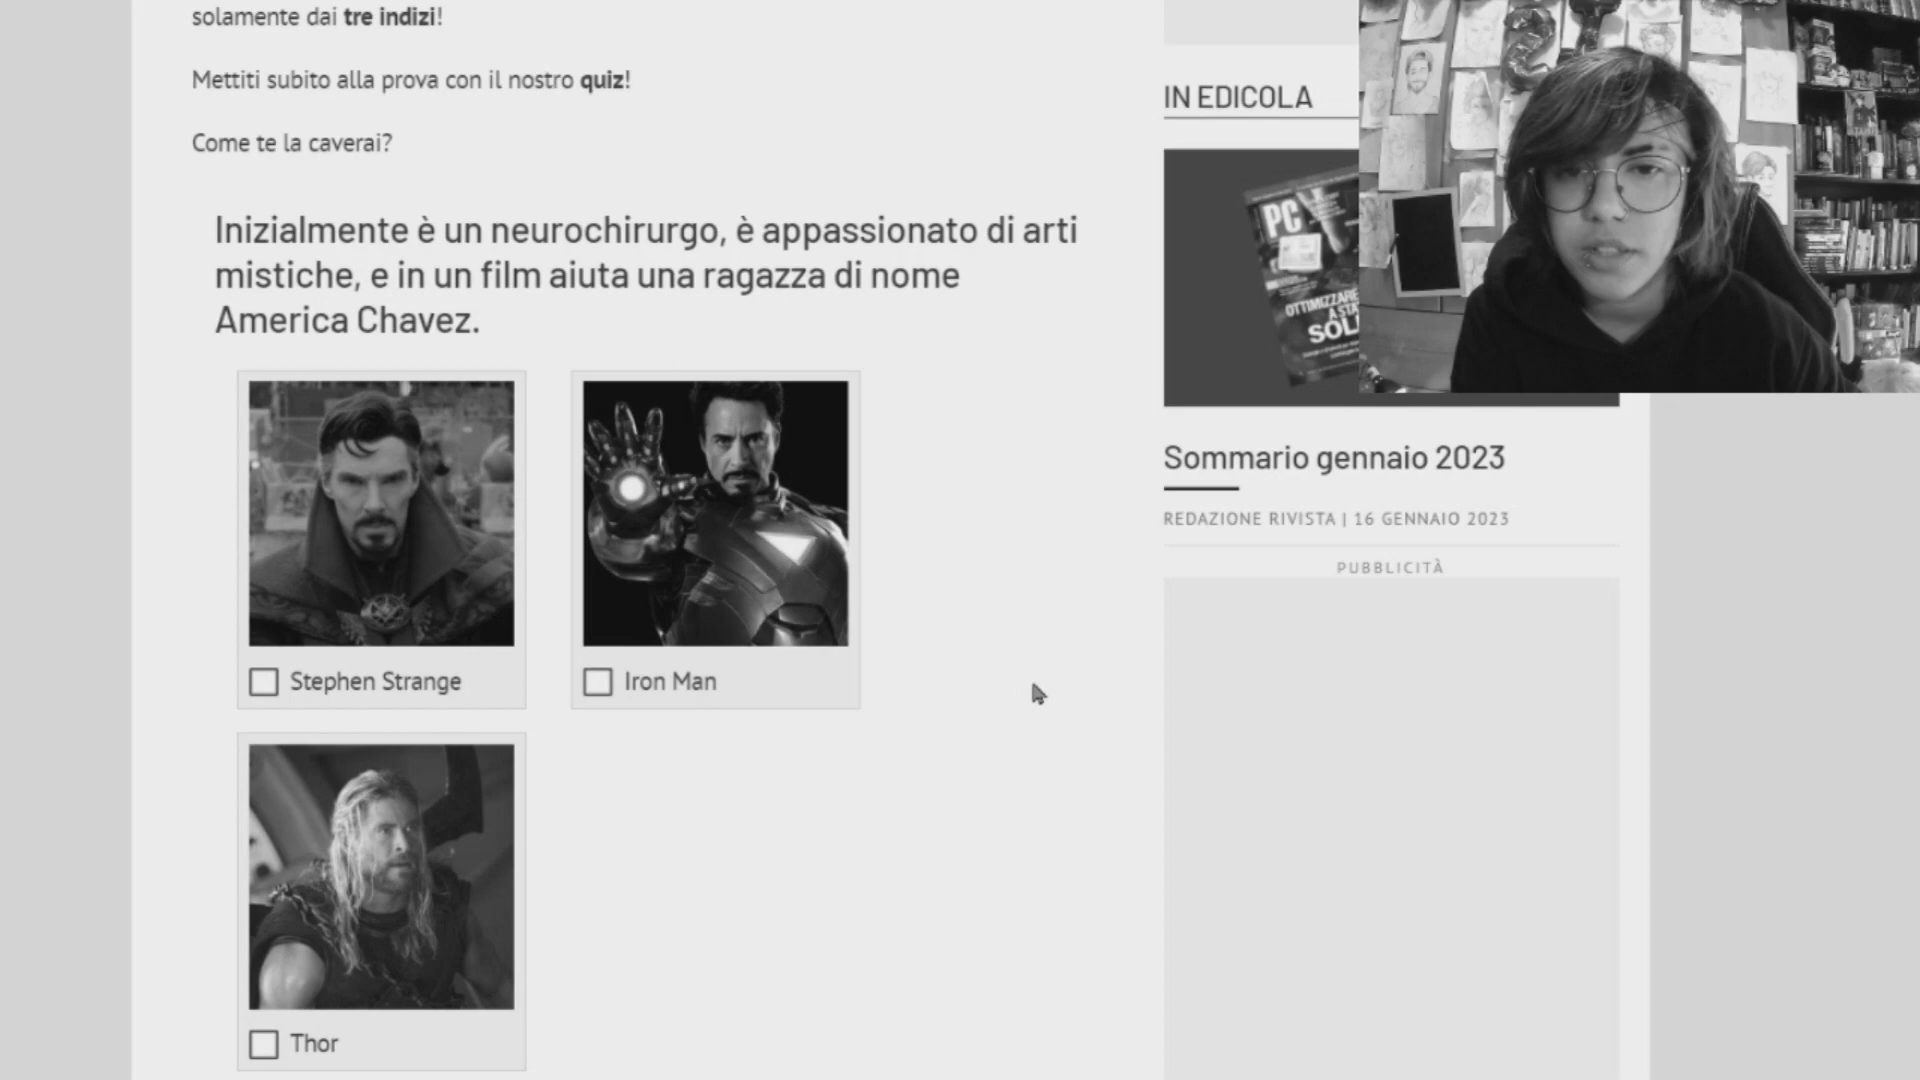 solamente dai tre indizi!
Mettiti subito alla prova con il nostro quiz!
Come te la caverai?
Inizialmente è un neurochirurgo, è appassionato di arti
mistiche, e in un film aiuta una ragazza di nome
America Chavez.
Stephen Strange
Iron Man
Thor
IN EDICOLA
PC
OTTIMIZZARE
A STA
SOL
Sommario gennaio 2023
REDAZIONE RIVISTA | 16 GENNAIO 2023
PUBBLICITÀ